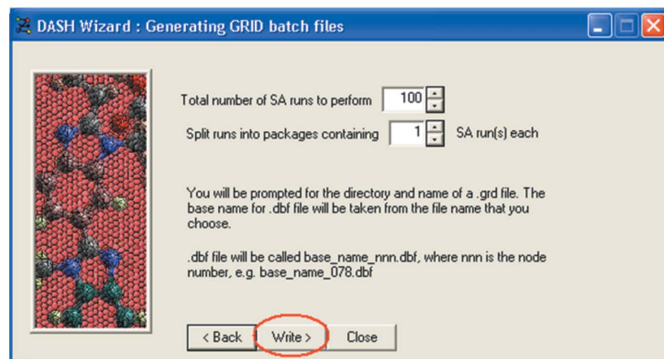 DASH Wizard : Generating GRID batch files
Total number of SA runs to perform 100
Split runs into packages containing 1 SA run(s) each
You will be prompted for the directory and name of a .grd file. The
base name for .dbf file will be taken from the file name that you
choose.
.dbf file will be called base_name_nnn.dbf, where nnn is the node
number, e.g. base_name_078.dbf
< Back Write > Close